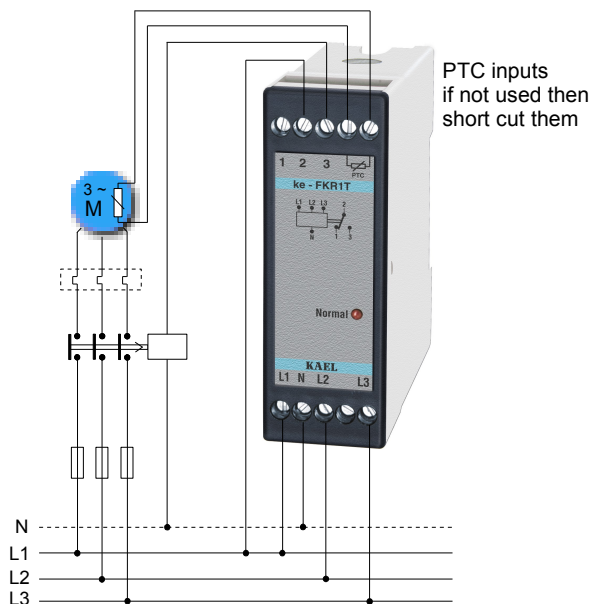 PTC inputs
if not used then
short cut them
1 2 3
PTC
ke - FKR1T
L1 L2 L3
2
N 1 3
Normal
KAEL
L1 N L2 L3
3 ~
M
N
L1
L2
L3